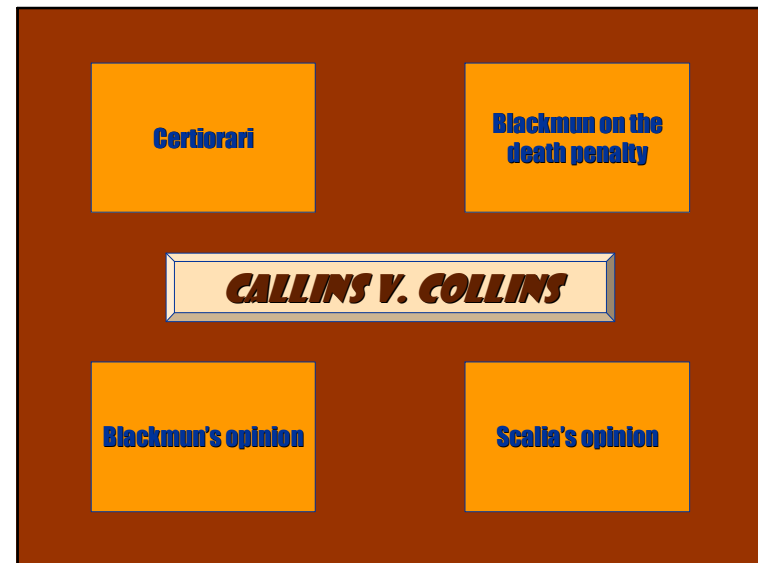 Certiorari
Blackmun on the
death penalty
CALLINS V. COLLINS
Blackmun's opinion
Scalia's opinion